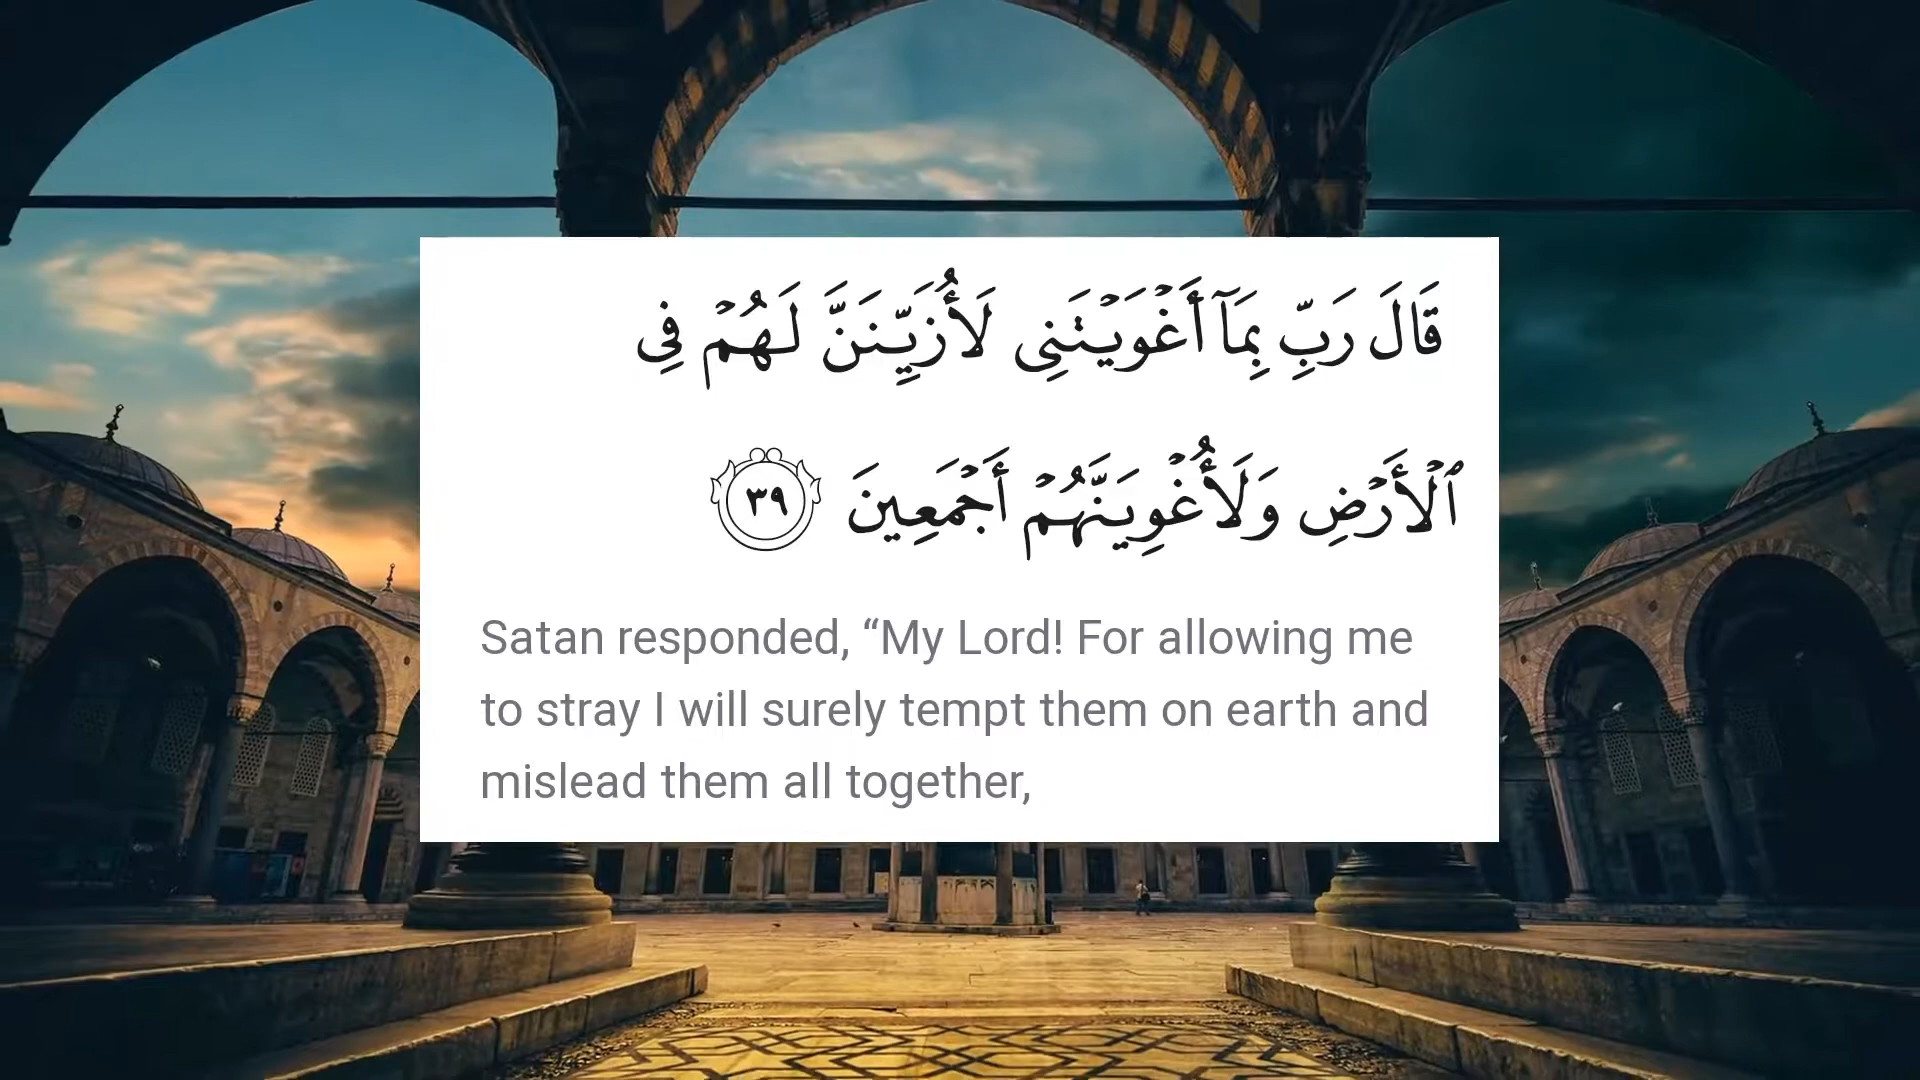 قَالَ رَبِّ بِمَآ أَغْوَيْتَنِى لَأُزَيِّنَنَّ لَهُمْ فِى
ٱلْأَرْضِ وَلَأُغْوِيَنَّهُمْ أَجْمَعِينَ ٣٩
Satan responded, “My Lord! For allowing me
to stray I will surely tempt them on earth and
mislead them all together,